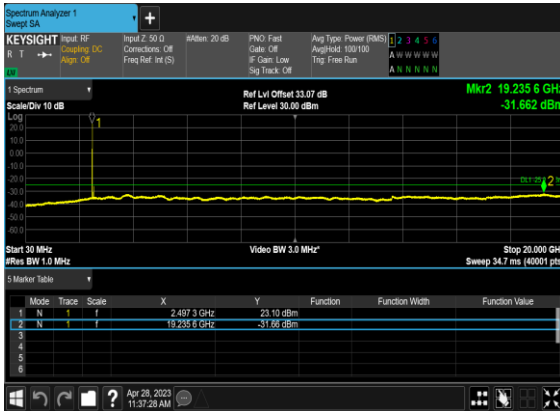 Spectrum Analyzer 1
Swept SA
KEYSIGHT Input: RF Input Z: 50 Ω #Atten: 20 dB PNO: Fast Avg Type: Power (RMS) 1 2 3 4 5 6
R T Coupling: DC Corrections: Off Gate: Off Avg|Hold: 100/100 A W W W W W
Align: Off Freq Ref: Int (S) IF Gain: Low Trig: Free Run
Sig Track: Off A N N N N N
1 Spectrum Ref Lvl Offset 33.07 dB Mkr2 19.235 6 GHz
Scale/Div 10 dB Ref Level 30.00 dBm -31.662 dBm
Log
1
20.0
10.0
0.00
-10.0
-20.0
2
-30.0
-40.0
-50.0
-60.0
Start 30 MHz Video BW 3.0 MHz* Stop 20.000 GH
#Res BW 1.0 MHz Sweep 34.7 ms (40001 pts
5 Marker Table
Mode Trace Scale X Y Function Function Width Function Value
1 N 1 f 2.497 3 GHz 23.10 dBm
2 N 1 f 19.235 6 GHz -31.66 dBm
3
4
5
6
? Apr 28, 2023
11:37:28 AM